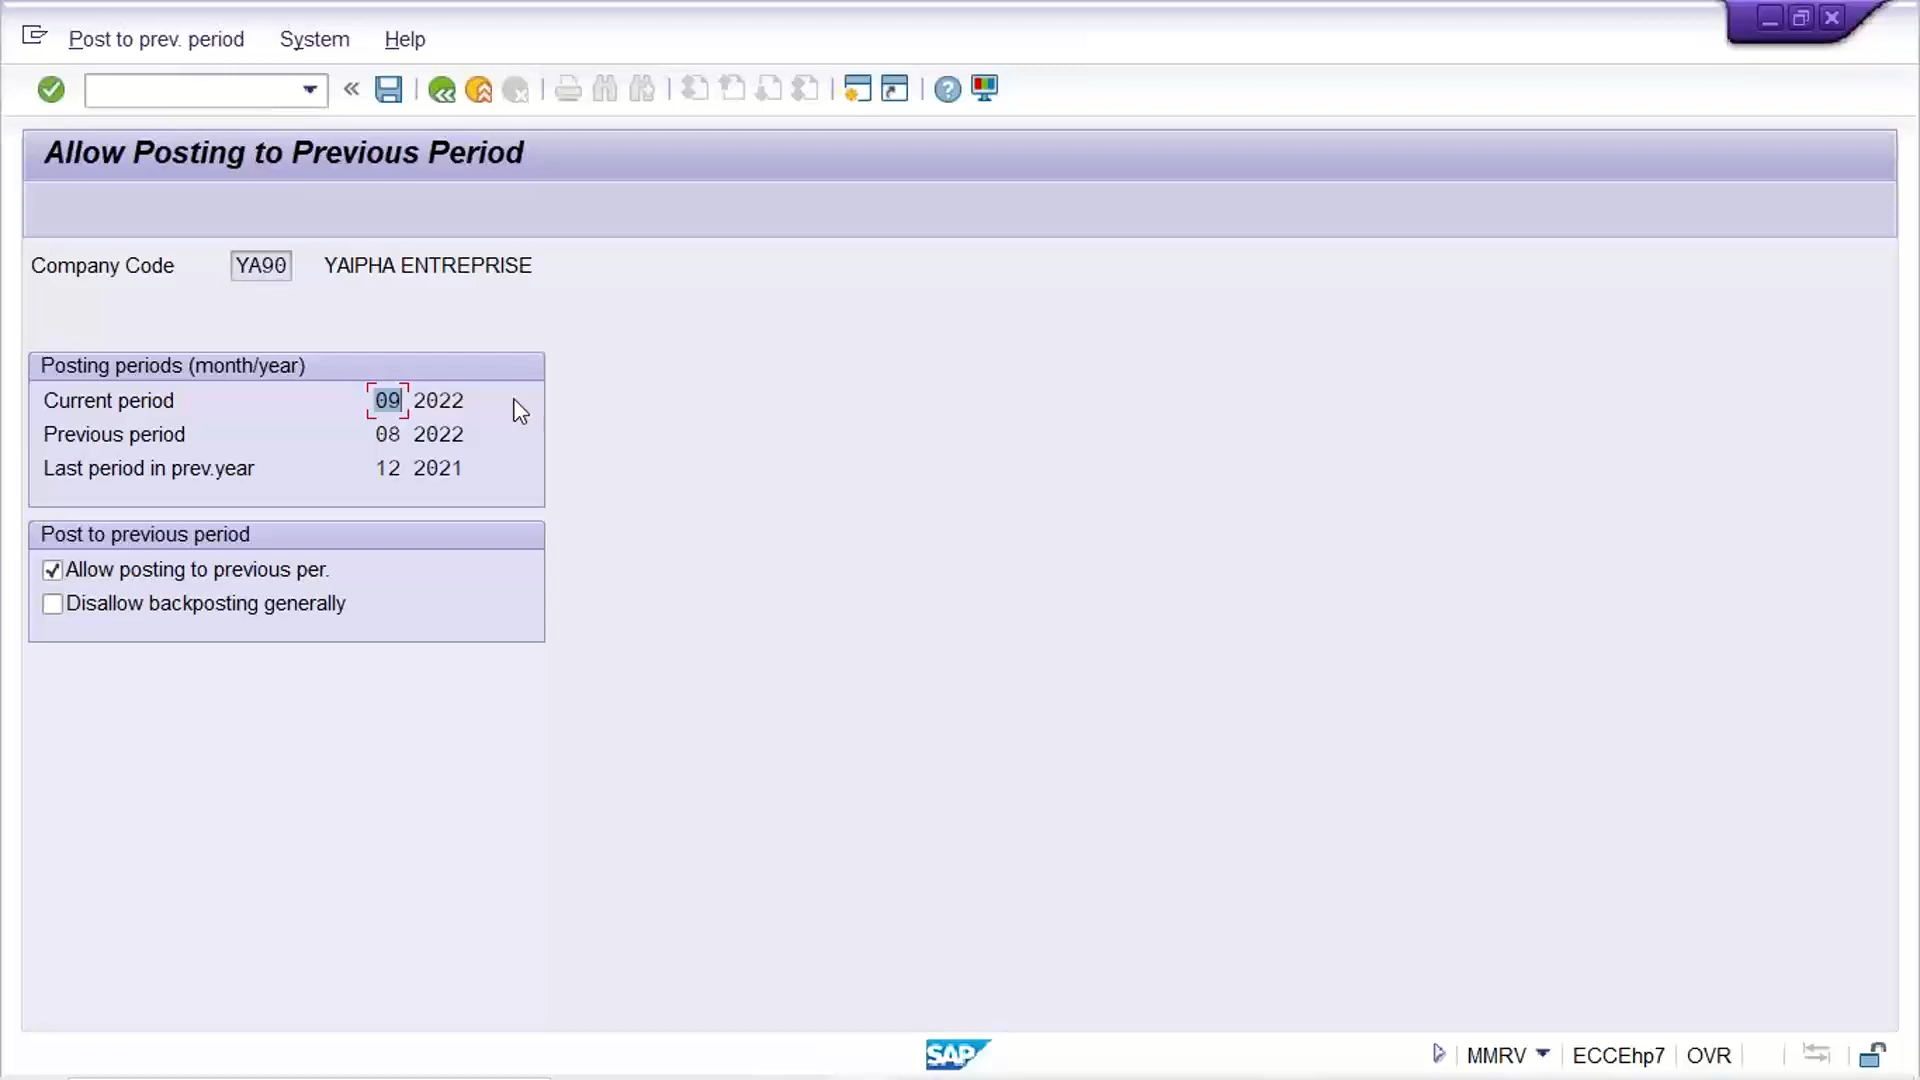 Post to prev. period System Help
Allow Posting to Previous Period
Company Code YA90 YAIPHA ENTREPRISE
Posting periods (month/year)
Current period 09 2022
Previous period 08 2022
Last period in prev.year 12 2021
Post to previous period
Allow posting to previous per.
Disallow backposting generally
SAP MMRV ECCEhp7 OVR